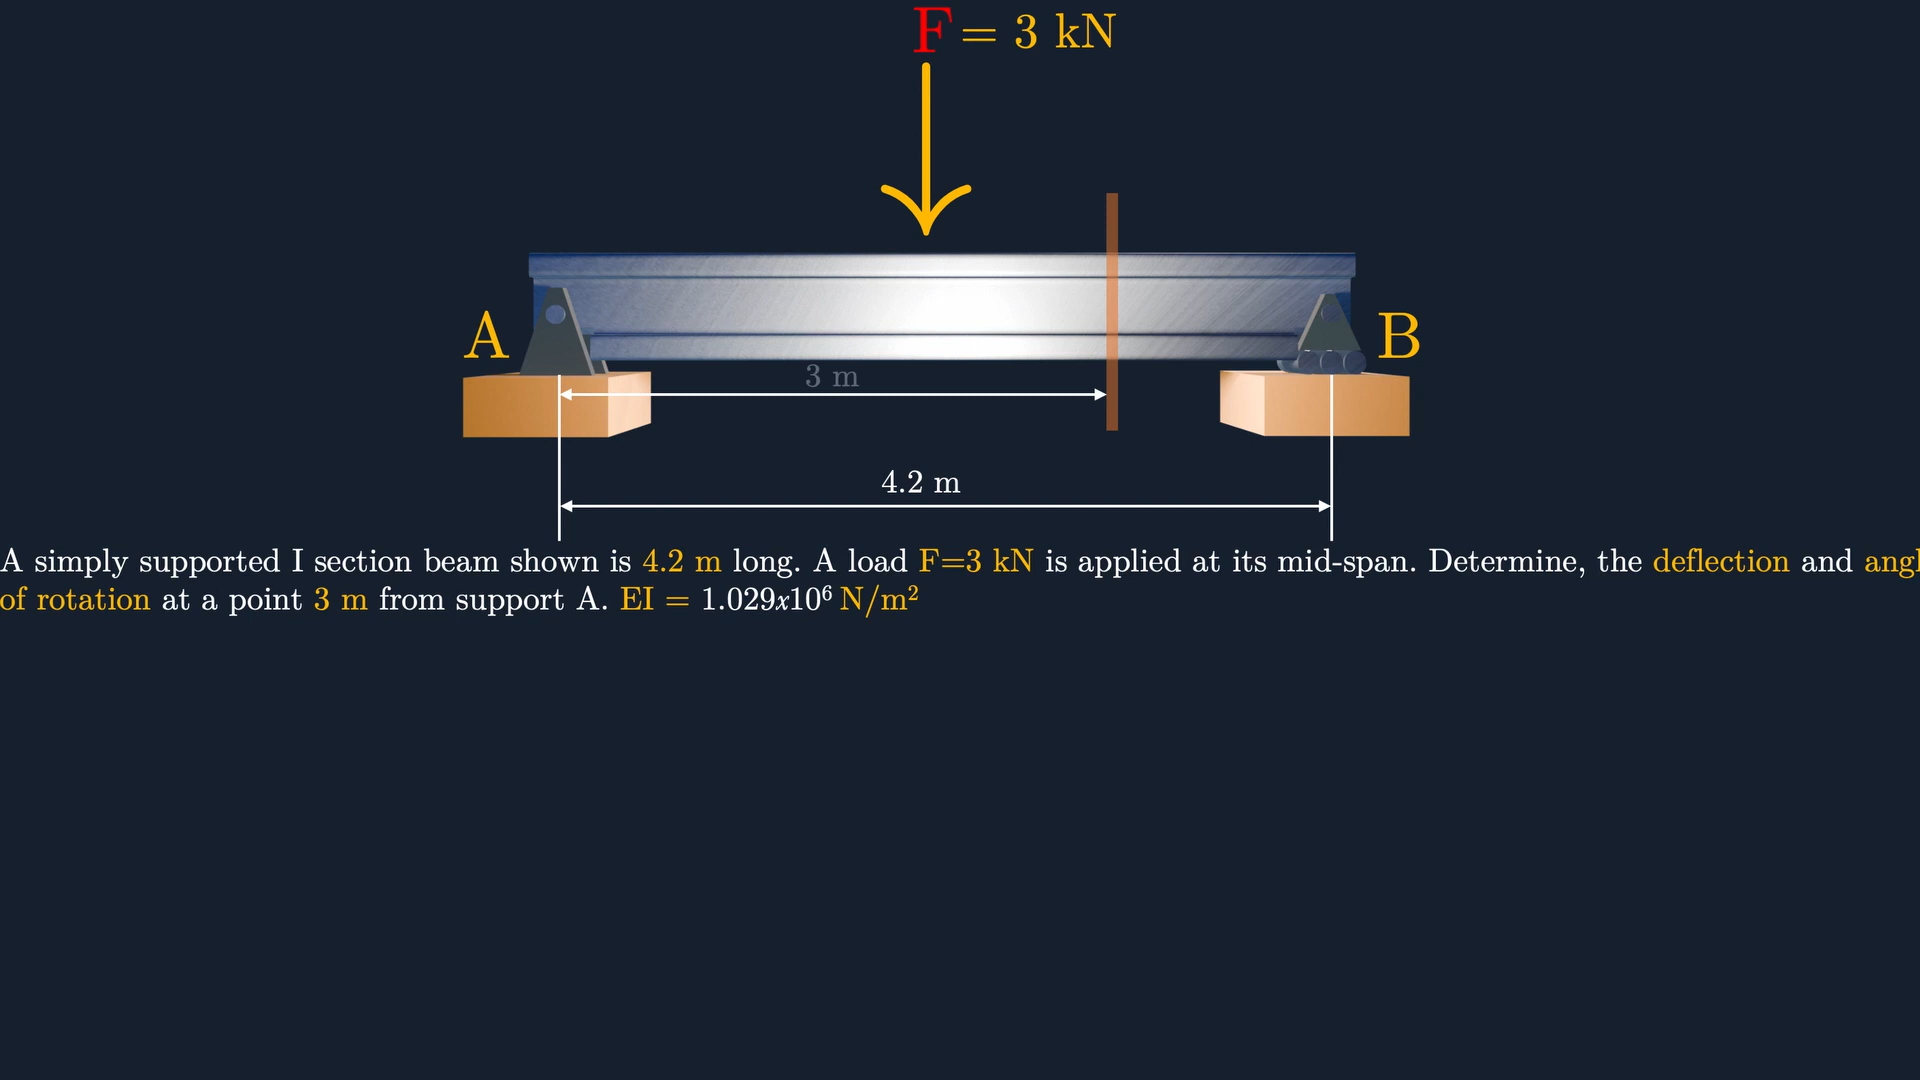 F = 3 kN
A
B
3 m
4.2 m
A simply supported I section beam shown is 4.2 m long. A load F=3 kN is applied at its mid-span. Determine, the deflection and angl
of rotation at a point 3 m from support A. EI = 1.029x10⁶ N/m²